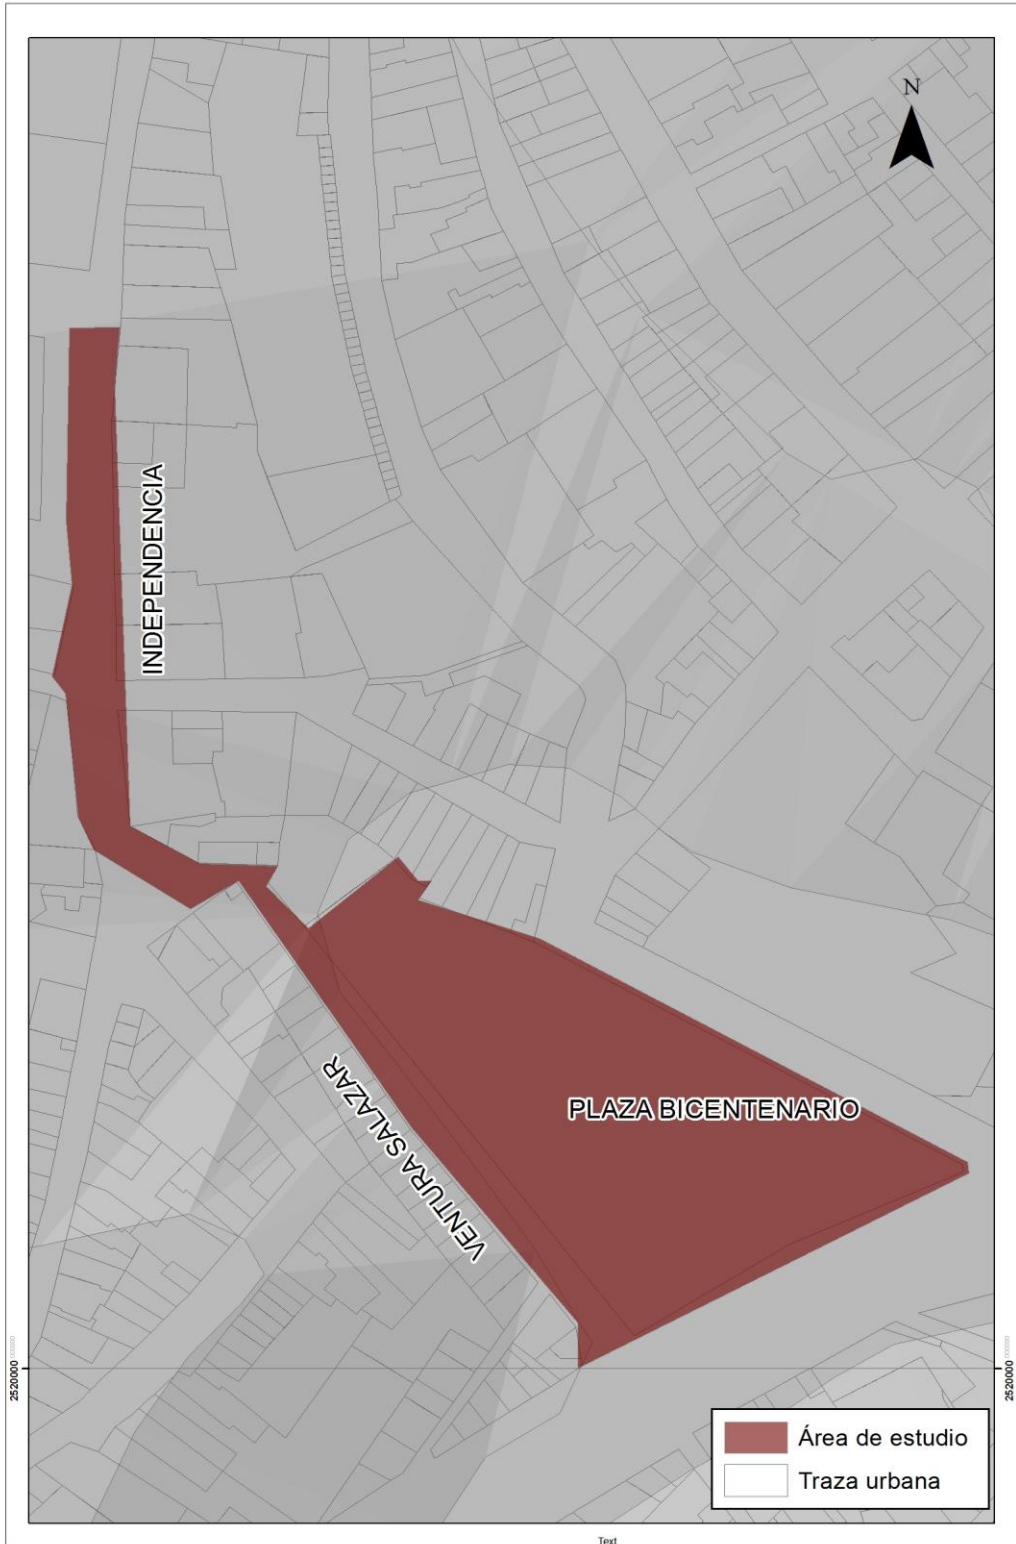 N
INDEPENDENCIA
VENTURA SALAZAR
PLAZA BICENTENARIO
2520000
2520000
Área de estudio
Traza urbana
Text